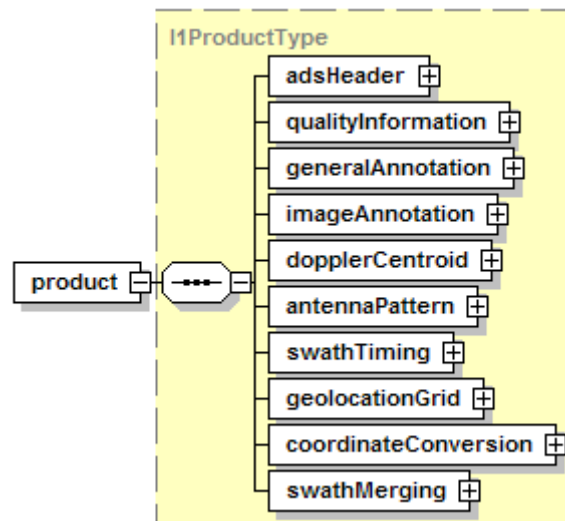 l1ProductType
adsHeader
qualityInformation
generalAnnotation
imageAnnotation
dopplerCentroid
product
antennaPattern
swathTiming
geolocationGrid
coordinateConversion
swathMerging